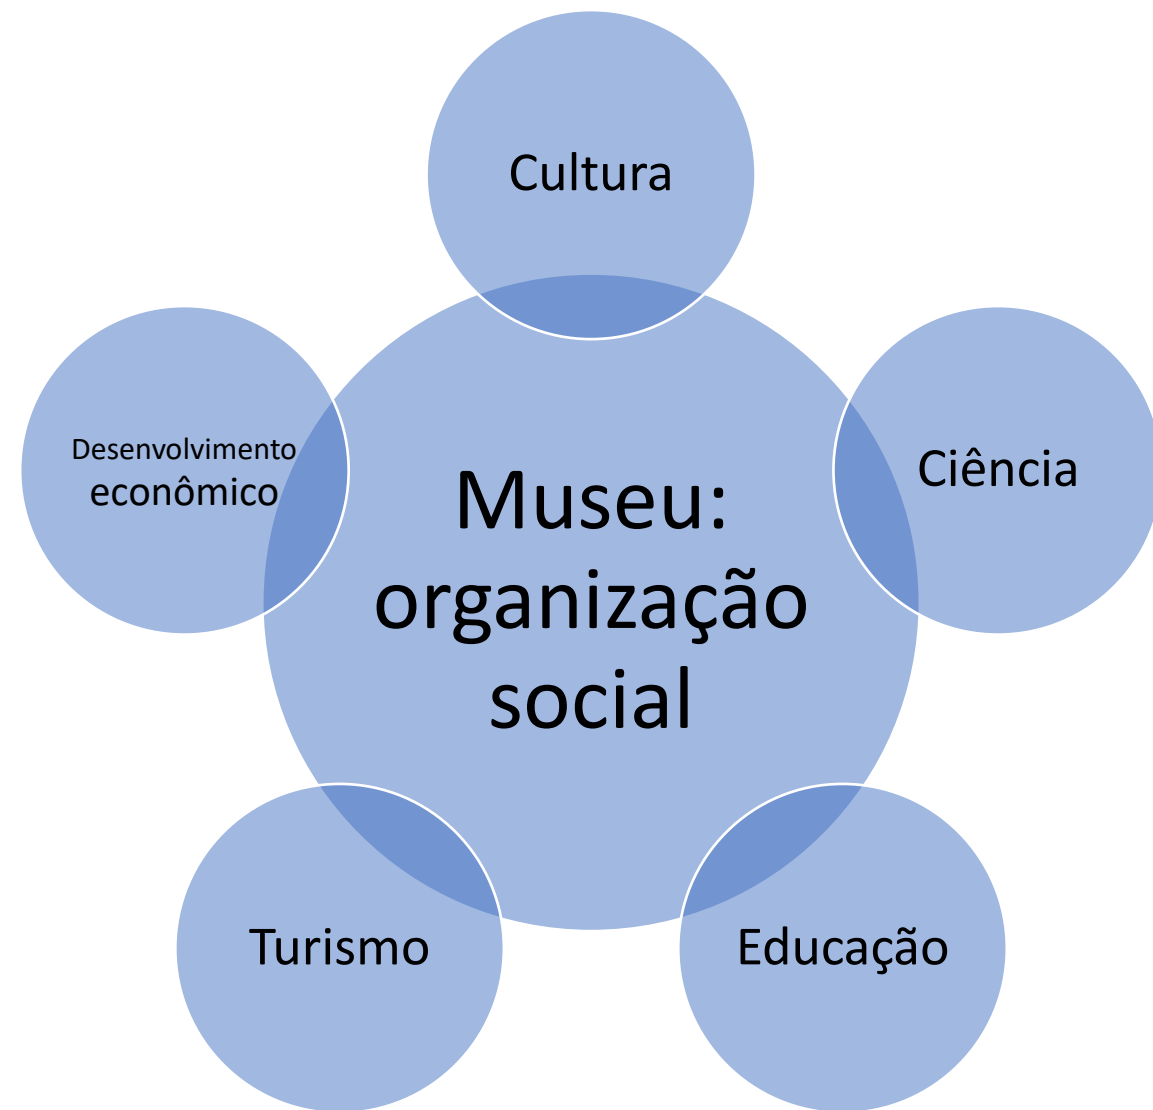 Cultura
Ciência
Desenvolvimento
econômico
Museu:
organização
social
Turismo
Educação